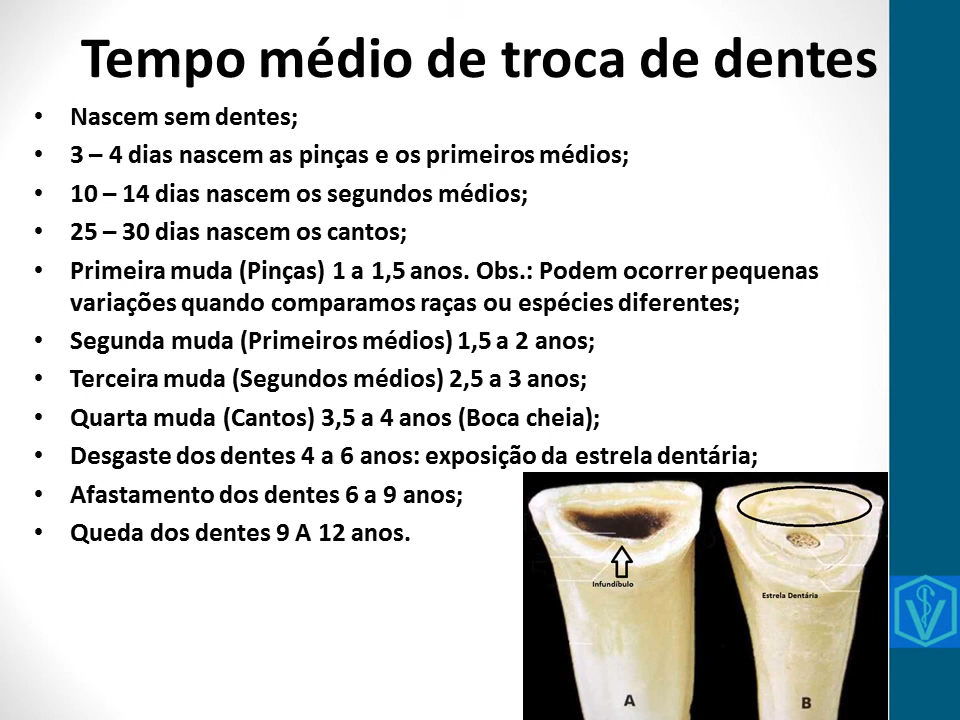 Tempo médio de troca de dentes
• Nascem sem dentes;
• 3 – 4 dias nascem as pinças e os primeiros médios;
• 10 – 14 dias nascem os segundos médios;
• 25 – 30 dias nascem os cantos;
• Primeira muda (Pinças) 1 a 1,5 anos. Obs.: Podem ocorrer pequenas
variações quando comparamos raças ou espécies diferentes;
• Segunda muda (Primeiros médios) 1,5 a 2 anos;
• Terceira muda (Segundos médios) 2,5 a 3 anos;
• Quarta muda (Cantos) 3,5 a 4 anos (Boca cheia);
• Desgaste dos dentes 4 a 6 anos: exposição da estrela dentária;
• Afastamento dos dentes 6 a 9 anos;
• Queda dos dentes 9 A 12 anos.
Infundíbulo
Estrela Dentária
A
B
V